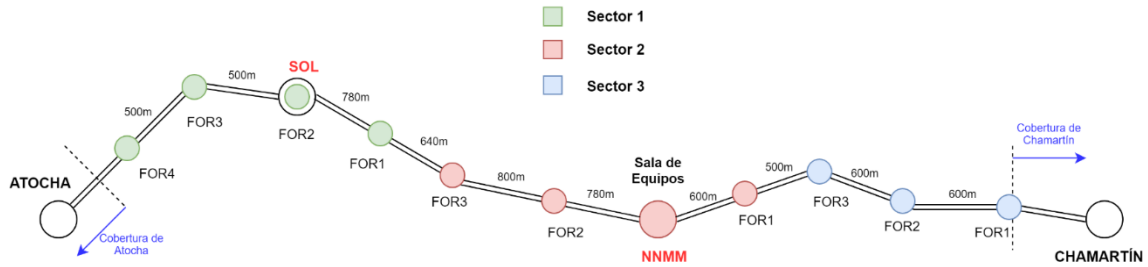 Sector 1
Sector 2
Sector 3
SOL
500m
780m
500m
FOR3
FOR2
FOR1
640m
FOR4
ATOCHA
Cobertura de
Atocha
800m
FOR3
780m
FOR2
Sala de
Equipos
NNMM
600m
500m
FOR1
600m
FOR3
600m
FOR2
FOR1
Cobertura de
Chamartín
CHAMARTÍN